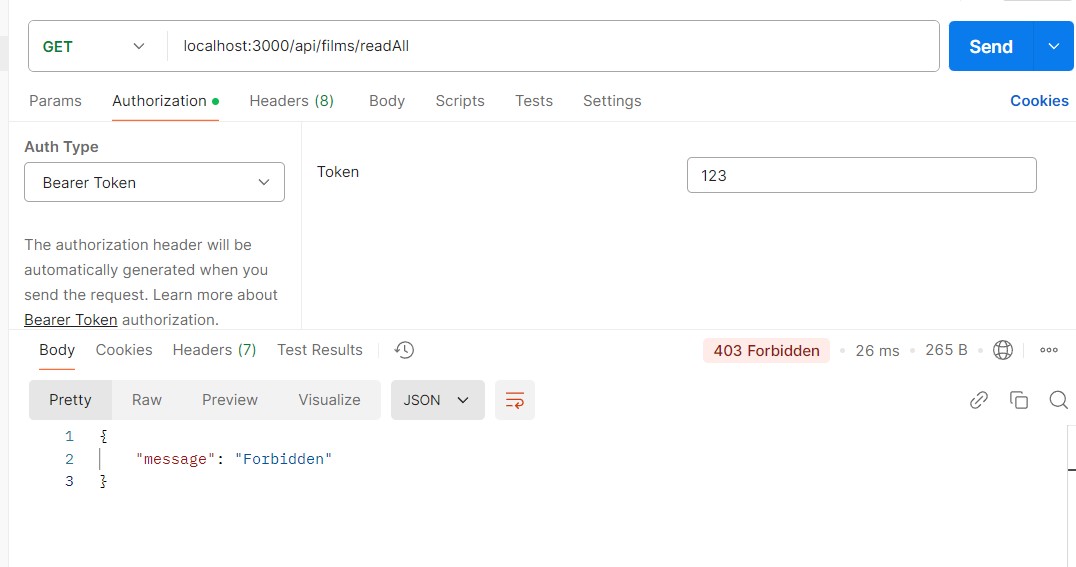 GET localhost:3000/api/films/readAll Send
Params Authorization Headers (8) Body Scripts Tests Settings Cookies
Auth Type
Bearer Token
Token 123
The authorization header will be
automatically generated when you
send the request. Learn more about
Bearer Token authorization.
Body Cookies Headers (7) Test Results 403 Forbidden 26 ms 265 B
Pretty Raw Preview Visualize JSON
1 {
2 "message": "Forbidden"
3 }